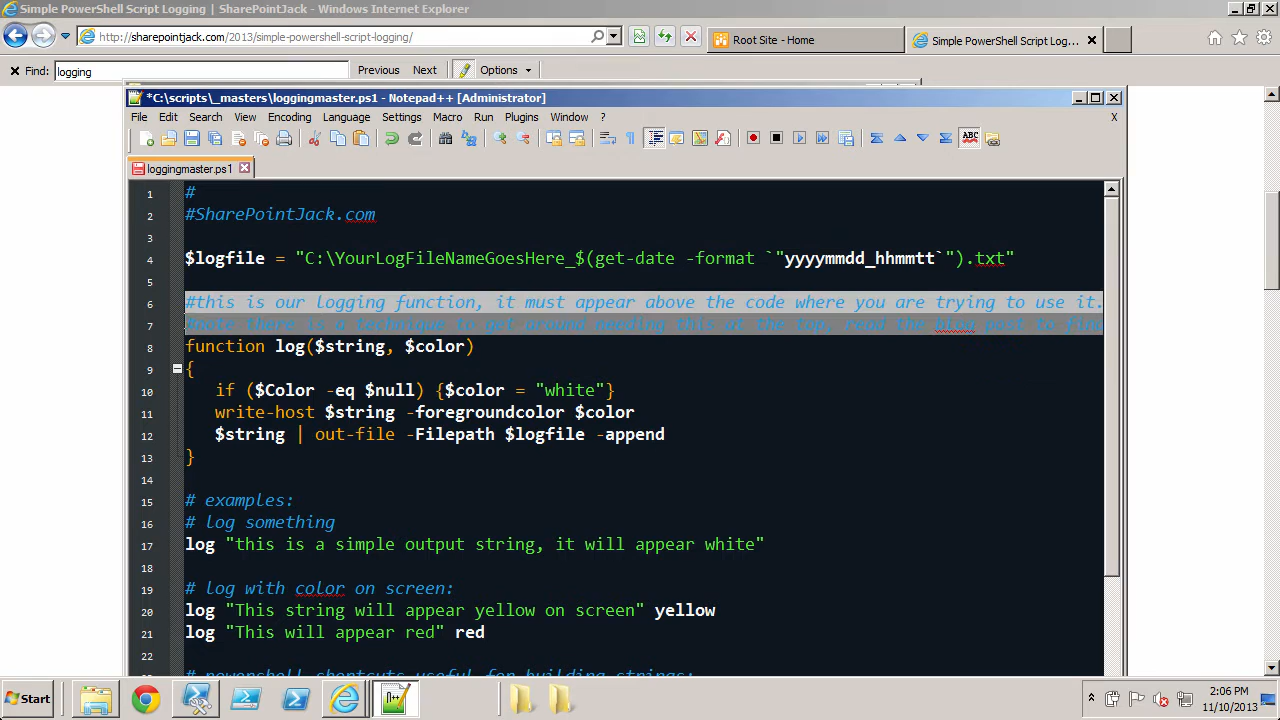 Simple PowerShell Script Logging | SharePointJack - Windows Internet Explorer
http://sharepointjack.com/2013/simple-powershell-script-logging/
Root Site - Home
Simple PowerShell Script Log...
Find: logging
Previous Next Options
*C:\scripts\_masters\loggingmaster.ps1 - Notepad++ [Administrator]
File Edit Search View Encoding Language Settings Macro Run Plugins Window ? X
ABC
loggingmaster.ps1
1 #
2 #SharePointJack.com
3
4 $logfile = "C:\YourLogFileNameGoesHere_$(get-date -format `"yyyymmdd_hhmmtt`").txt"
5
6 #this is our logging function, it must appear above the code where you are trying to use it.
7 #note there is a technique to get around needing this at the top, read the blog post to find
8 function log($string, $color)
9 {
10 if ($Color -eq $null) {$color = "white"}
11 write-host $string -foregroundcolor $color
12 $string | out-file -Filepath $logfile -append
13 }
14
15 # examples:
16 # log something
17 log "this is a simple output string, it will appear white"
18
19 # log with color on screen:
20 log "This string will appear yellow on screen" yellow
21 log "This will appear red" red
22
# powershell shortcuts useful for building strings:
Start
2:06 PM
11/10/2013